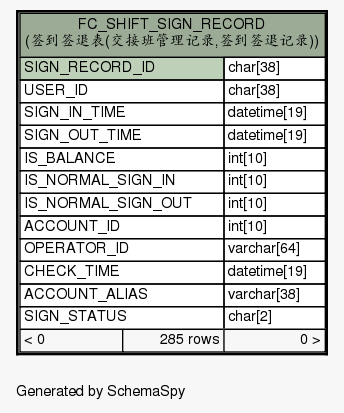 FC_SHIFT_SIGN_RECORD
(签到签退表(交接班管理记录,签到签退记录))
SIGN_RECORD_ID char[38]
USER_ID char[38]
SIGN_IN_TIME datetime[19]
SIGN_OUT_TIME datetime[19]
IS_BALANCE int[10]
IS_NORMAL_SIGN_IN int[10]
IS_NORMAL_SIGN_OUT int[10]
ACCOUNT_ID int[10]
OPERATOR_ID varchar[64]
CHECK_TIME datetime[19]
ACCOUNT_ALIAS varchar[38]
SIGN_STATUS char[2]
< 0 285 rows 0 >
Generated by SchemaSpy